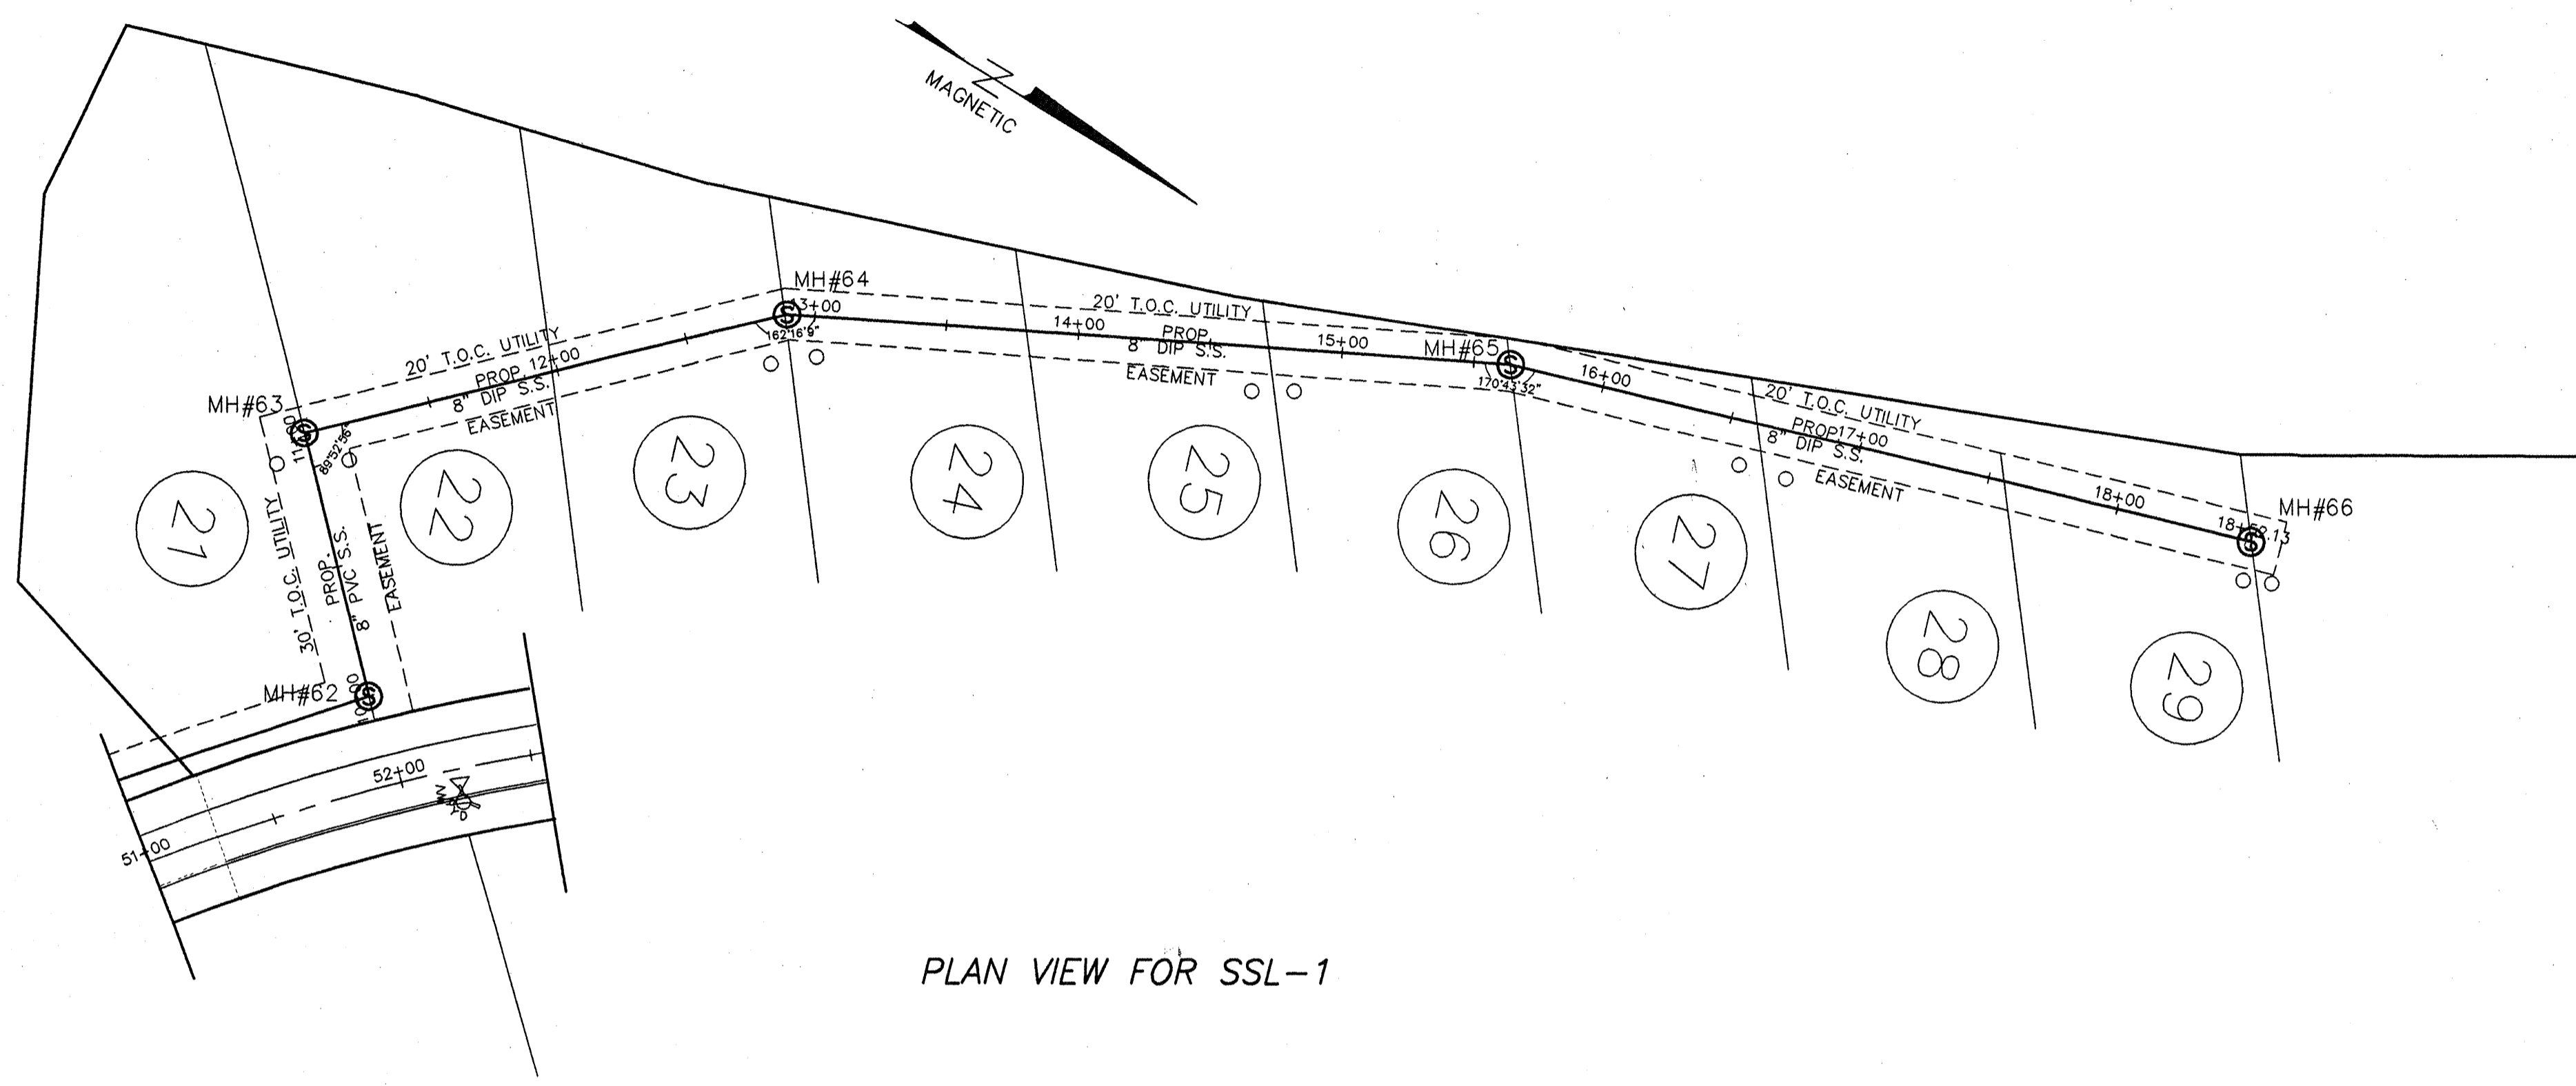 N
MAGNETIC
MH#64
13+00
162°16'9"
20' T.O.C. UTILITY
14+00
PROP.
8" DIP S.S.
EASEMENT
15+00
MH#65
170°43'32"
16+00
20' T.O.C. UTILITY
PROP.
17+00
8" DIP S.S.
EASEMENT
18+00
MH#66
20' T.O.C. UTILITY
PROP.
12+00
8" DIP S.S.
EASEMENT
MH#63
89°52'56"
30' T.O.C. UTILITY
PROP.
8" PVC S.S.
EASEMENT
MH#62
21
22
23
24
25
26
27
28
29
52+00
51+00
PLAN VIEW FOR SSL-1